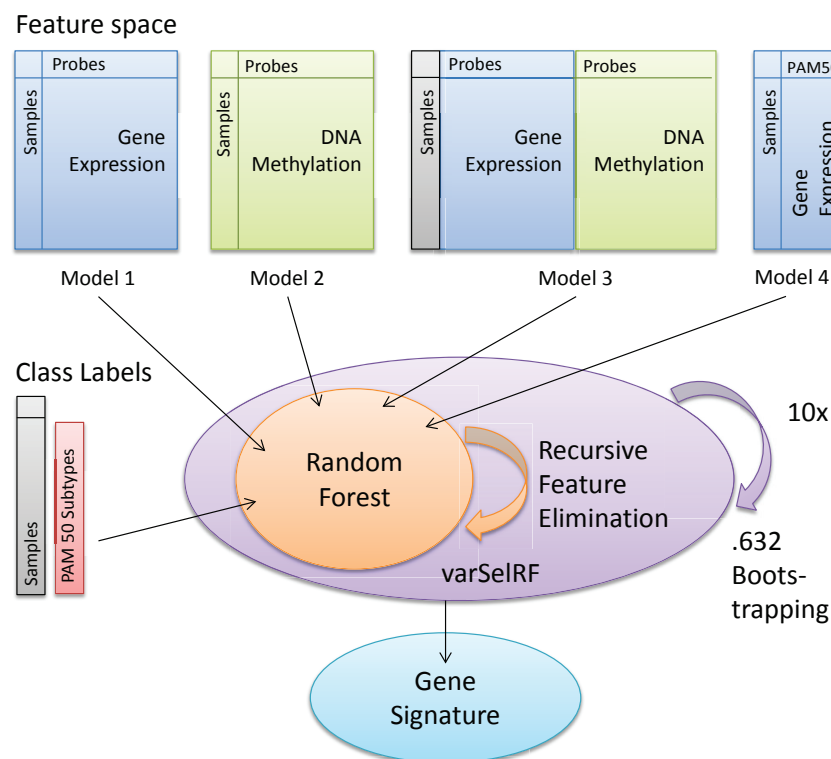 Feature space
Probes
Samples
Gene
Expression
Probes
Samples
DNA
Methylation
Probes
Probes
Samples
Gene
Expression
DNA
Methylation
Samples
Gene
Expression
Model 1
Model 2
Model 3
Model 4
Class Labels
Samples
PAM 50 Subtypes
Random
Forest
Recursive
Feature
Elimination
varSelRF
10x
.632
Boots-
trapping
Gene
Signature